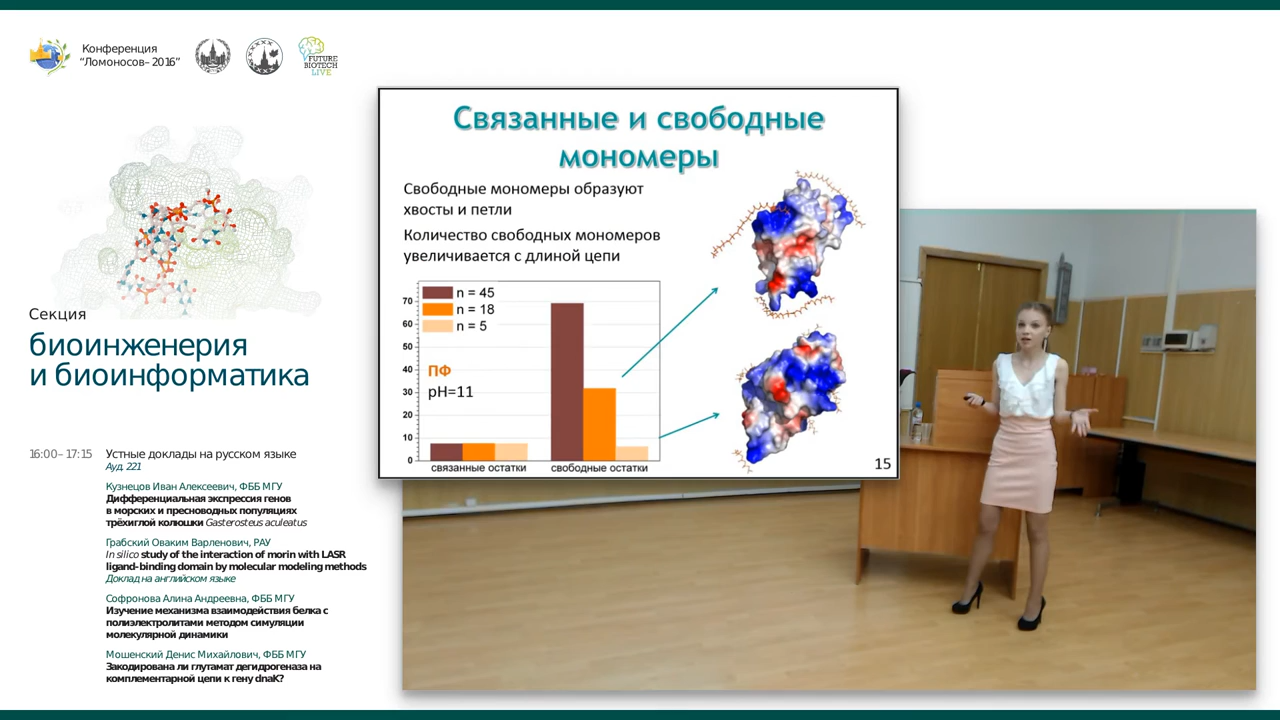 Конференция
“Ломоносов–2016”
FUTURE
BIOTECH
LIVE
Секция
биоинженерия
и биоинформатика
16:00–17:15 Устные доклады на русском языке
Ауд. 221
Кузнецов Иван Алексеевич, ФББ МГУ
Дифференциальная экспрессия генов
в морских и пресноводных популяциях
трёхиглой колюшки Gasterosteus aculeatus
Грабский Оваким Варленович, РАУ
In silico study of the interaction of morin with LASR
ligand-binding domain by molecular modeling methods
Доклад на английском языке
Софронова Алина Андреевна, ФББ МГУ
Изучение механизма взаимодействия белка с
полиэлектролитами методом симуляции
молекулярной динамики
Мошенский Денис Михайлович, ФББ МГУ
Закодирована ли глутамат дегидрогеназа на
комплементарной цепи к гену dnaK?
Связанные и свободные
мономеры
Свободные мономеры образуют
хвосты и петли
Количество свободных мономеров
увеличивается с длиной цепи
n = 45
n = 18
n = 5
ПФ
pH=11
70
60
50
40
30
20
10
0
связанные остатки свободные остатки
15